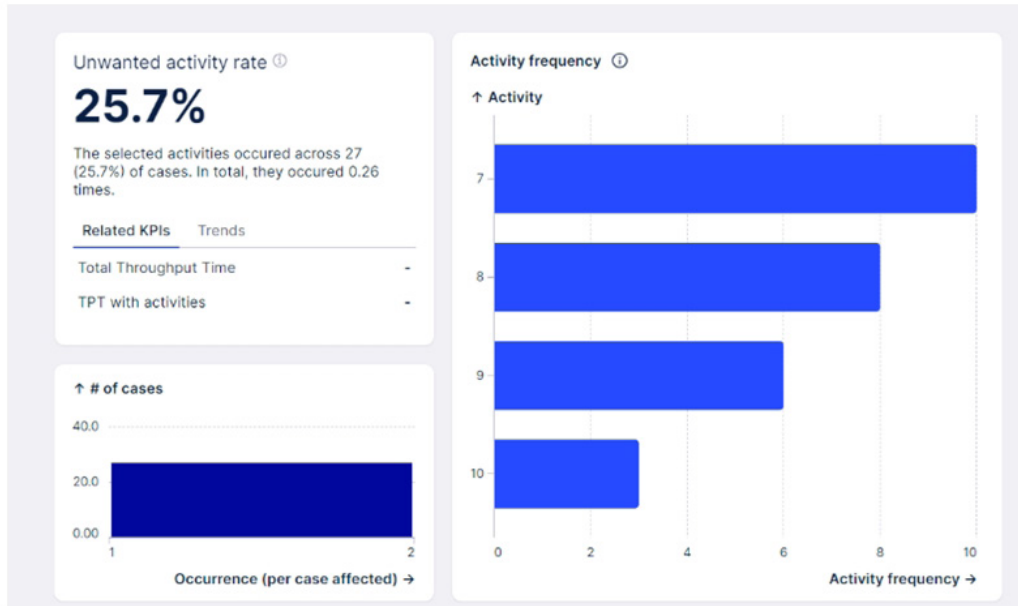 Unwanted activity rate ⓘ
25.7%
The selected activities occured across 27
(25.7%) of cases. In total, they occured 0.26
times.
Related KPIs Trends
Total Throughput Time -
TPT with activities -
↑ # of cases
40.0
20.0
0.00
1 2
Occurrence (per case affected) →
Activity frequency ⓘ
↑ Activity
7
8
9
10
0 2 4 6 8 10
Activity frequency →